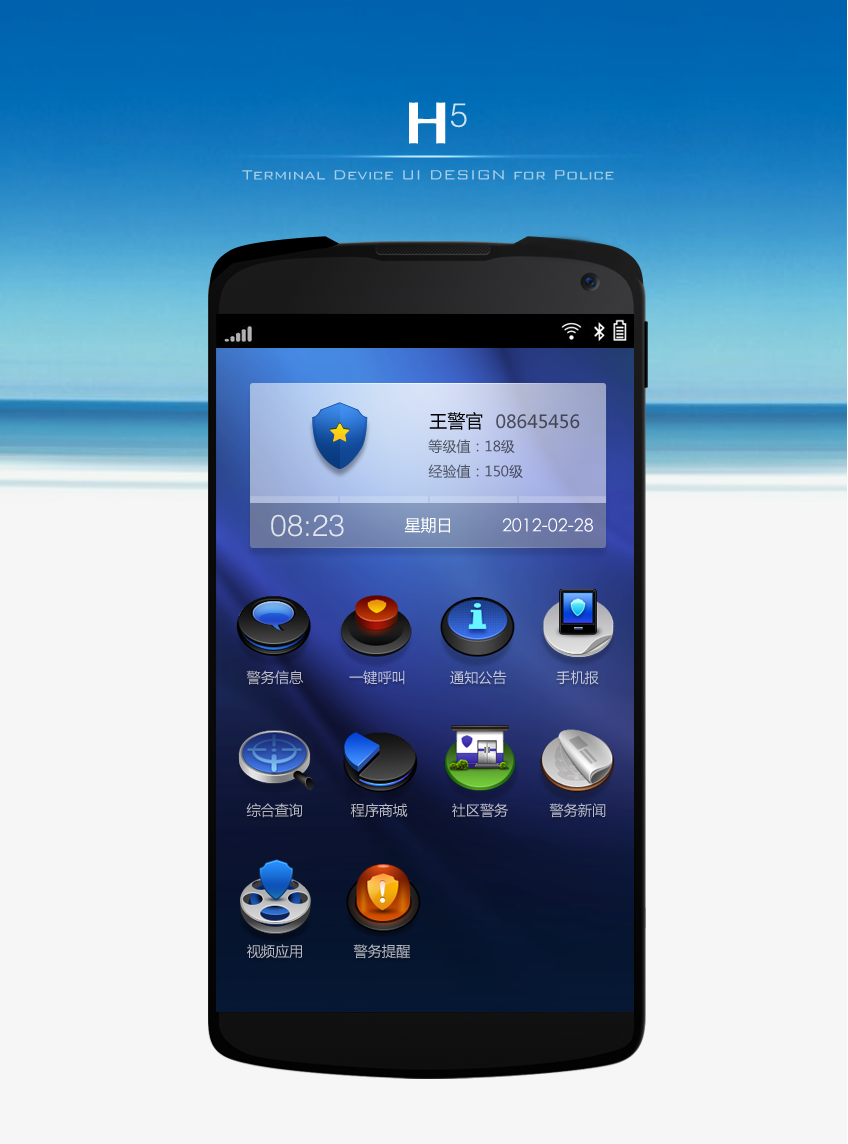 H5
Terminal Device UI DESIGN for Police
王警官 08645456
等级值：18级
经验值：150级
08:23 星期日 2012-02-28
警务信息 一键呼叫 通知公告 手机报
综合查询 程序商城 社区警务 警务新闻
视频应用 警务提醒